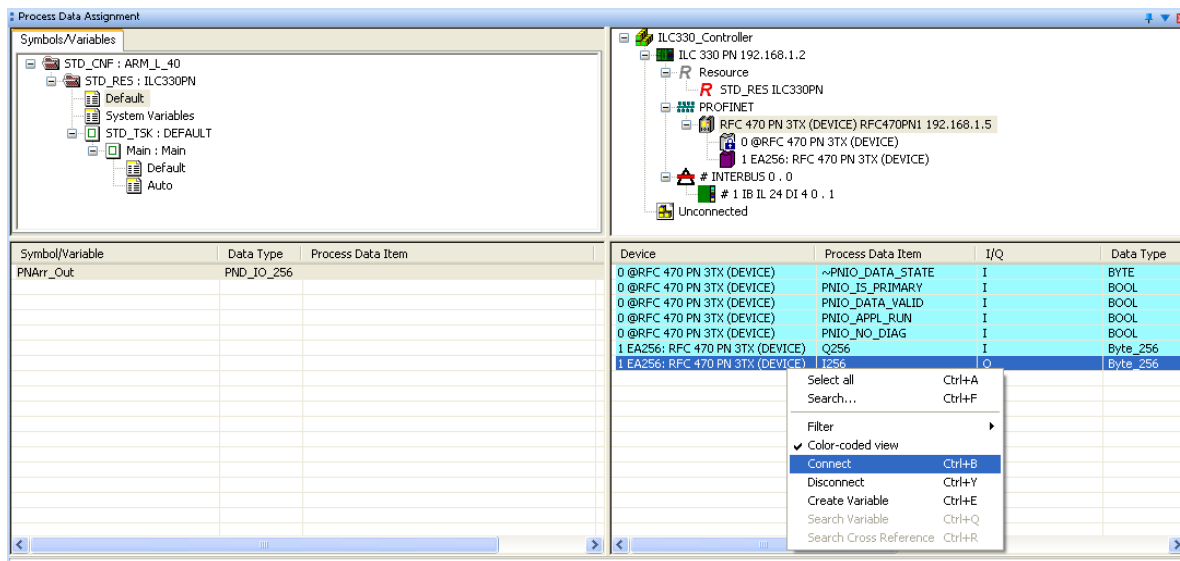 Process Data Assignment
Symbols/Variables
STD_CNF : ARM_L_40
STD_RES : ILC330PN
Default
System Variables
STD_TSK : DEFAULT
Main : Main
Default
Auto
ILC330_Controller
ILC 330 PN 192.168.1.2
R Resource
R STD_RES ILC330PN
PROFINET
RFC 470 PN 3TX (DEVICE) RFC470PN1 192.168.1.5
0 @RFC 470 PN 3TX (DEVICE)
1 EA256: RFC 470 PN 3TX (DEVICE)
# INTERBUS 0 . 0
# 1 IB IL 24 DI 4 0 . 1
Unconnected
Symbol/Variable Data Type Process Data Item
PNArr_Out PND_IO_256
Device Process Data Item I/Q Data Type
0 @RFC 470 PN 3TX (DEVICE) ~PNIO_DATA_STATE I BYTE
0 @RFC 470 PN 3TX (DEVICE) PNIO_IS_PRIMARY I BOOL
0 @RFC 470 PN 3TX (DEVICE) PNIO_DATA_VALID I BOOL
0 @RFC 470 PN 3TX (DEVICE) PNIO_APPL_RUN I BOOL
0 @RFC 470 PN 3TX (DEVICE) PNIO_NO_DIAG I BOOL
1 EA256: RFC 470 PN 3TX (DEVICE) Q256 I Byte_256
1 EA256: RFC 470 PN 3TX (DEVICE) I256 Q Byte_256
Select all Ctrl+A
Search... Ctrl+F
Filter
Color-coded view
Connect Ctrl+B
Disconnect Ctrl+Y
Create Variable Ctrl+E
Search Variable Ctrl+Q
Search Cross Reference Ctrl+R